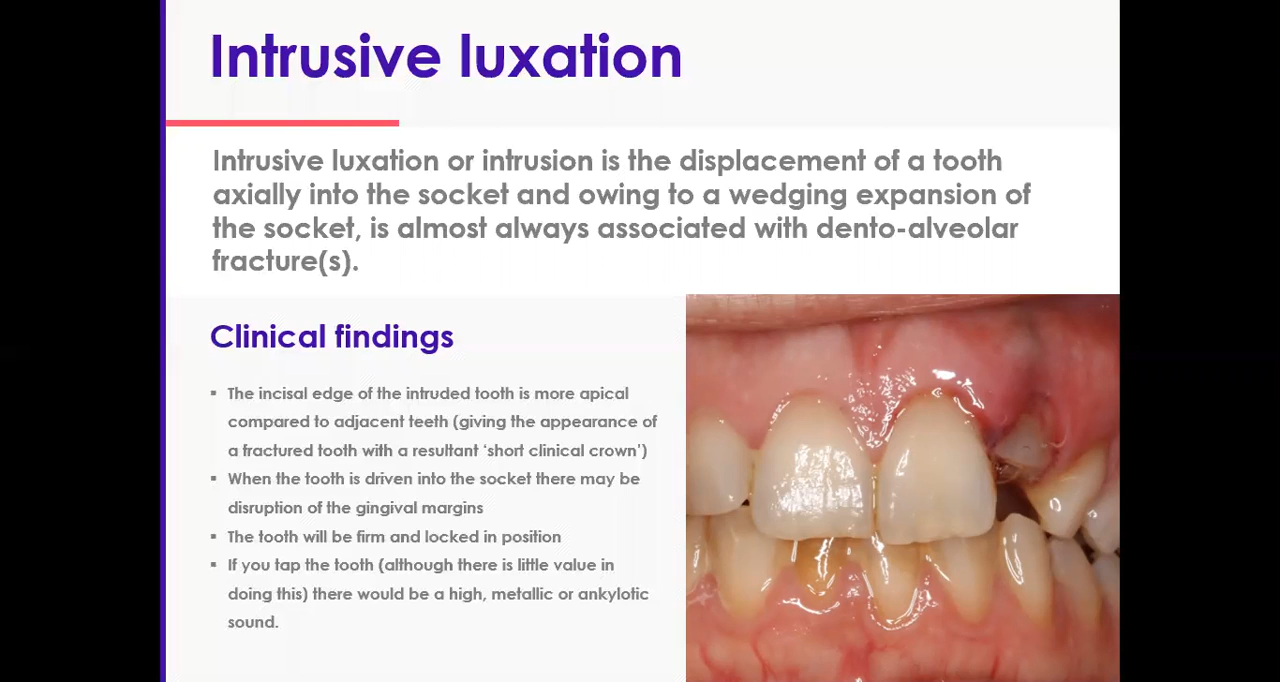 Intrusive luxation
Intrusive luxation or intrusion is the displacement of a tooth
axially into the socket and owing to a wedging expansion of
the socket, is almost always associated with dento-alveolar
fracture(s).
Clinical findings
▪ The incisal edge of the intruded tooth is more apical
compared to adjacent teeth (giving the appearance of
a fractured tooth with a resultant ‘short clinical crown’)
▪ When the tooth is driven into the socket there may be
disruption of the gingival margins
▪ The tooth will be firm and locked in position
▪ If you tap the tooth (although there is little value in
doing this) there would be a high, metallic or ankylotic
sound.